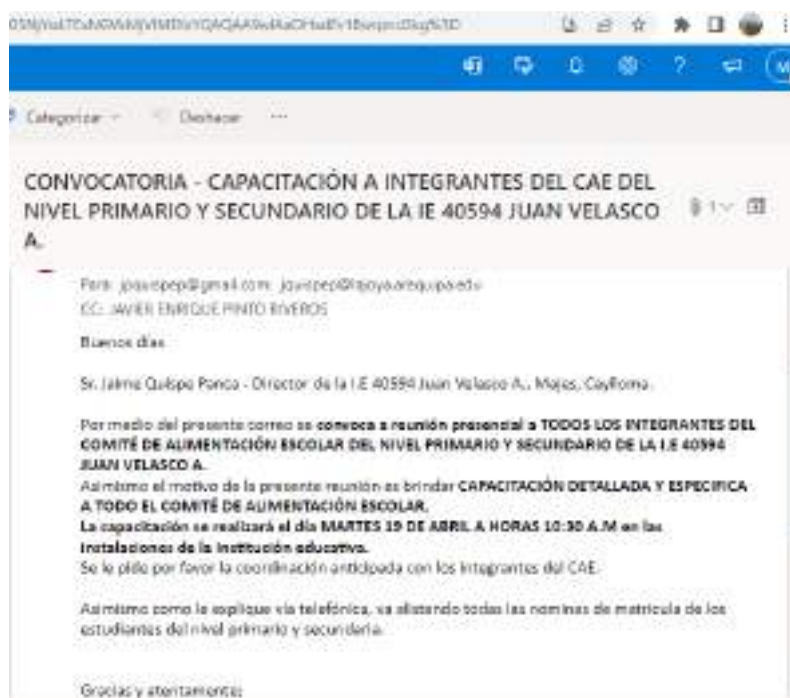 Categorizar
Deshacer
CONVOCATORIA - CAPACITACIÓN A INTEGRANTES DEL CAE DEL
NIVEL PRIMARIO Y SECUNDARIO DE LA IE 40594 JUAN VELASCO
A.
1
Para:
CC: JAVIER ENRIQUE PINTO RIVEROS
Buenos días
Sr. Jaime Quispe Panca - Director de la I.E 40594 Juan Velasco A., Majes, Caylloma.
Por medio del presente correo se convoca a reunión presencial a TODOS LOS INTEGRANTES DEL
COMITÉ DE ALIMENTACIÓN ESCOLAR DEL NIVEL PRIMARIO Y SECUNDARIO DE LA I.E 40594
JUAN VELASCO A.
Asimismo el motivo de la presente reunión es brindar CAPACITACIÓN DETALLADA Y ESPECIFICA
A TODO EL COMITÉ DE ALIMENTACIÓN ESCOLAR.
La capacitación se realizará el día MARTES 19 DE ABRIL A HORAS 10:30 A.M en las
instalaciones de la institución educativa.
Se le pide por favor la coordinación anticipada con los integrantes del CAE.
Asimismo como le explique vía telefónica, va alistando todas las nominas de matricula de los
estudiantes del nivel primario y secundaria.
Gracias y atentamente;